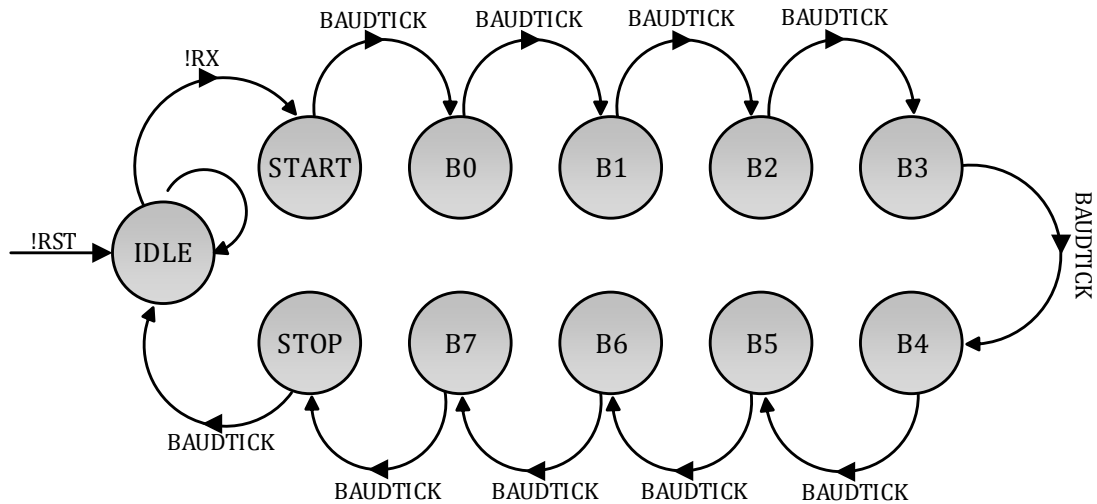 BAUDTICK
BAUDTICK
BAUDTICK
BAUDTICK
!RX
START
B0
B1
B2
B3
BAUDTICK
!RST
IDLE
STOP
B7
B6
B5
B4
BAUDTICK
BAUDTICK
BAUDTICK
BAUDTICK
BAUDTICK